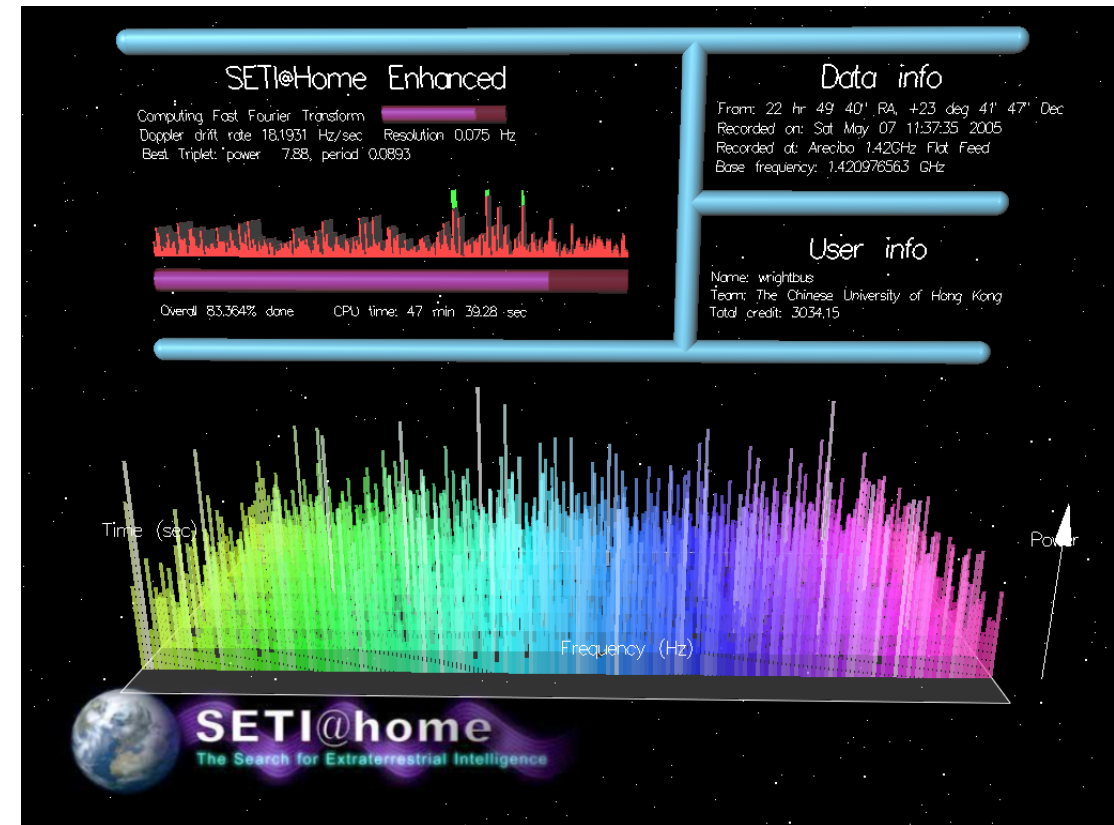 SETI@Home Enhanced
Computing Fast Fourier Transform
Doppler drift rate 18.1931 Hz/sec Resolution 0.075 Hz
Best Triplet: power 7.88, period 0.0893
Overall 83.364% done CPU time: 47 min 39.28 sec
Data info
From: 22 hr 49' 40'' RA, +23 deg 41' 47'' Dec
Recorded on: Sat May 07 11:37:35 2005
Recorded at: Arecibo 1.42GHz Flat Feed
Base frequency: 1.420976563 GHz
User info
Name: wrightbus
Team: The Chinese University of Hong Kong
Total credit: 3034.15
Time (sec)
Power
Frequency (Hz)
SETI@home
The Search for Extraterrestrial Intelligence